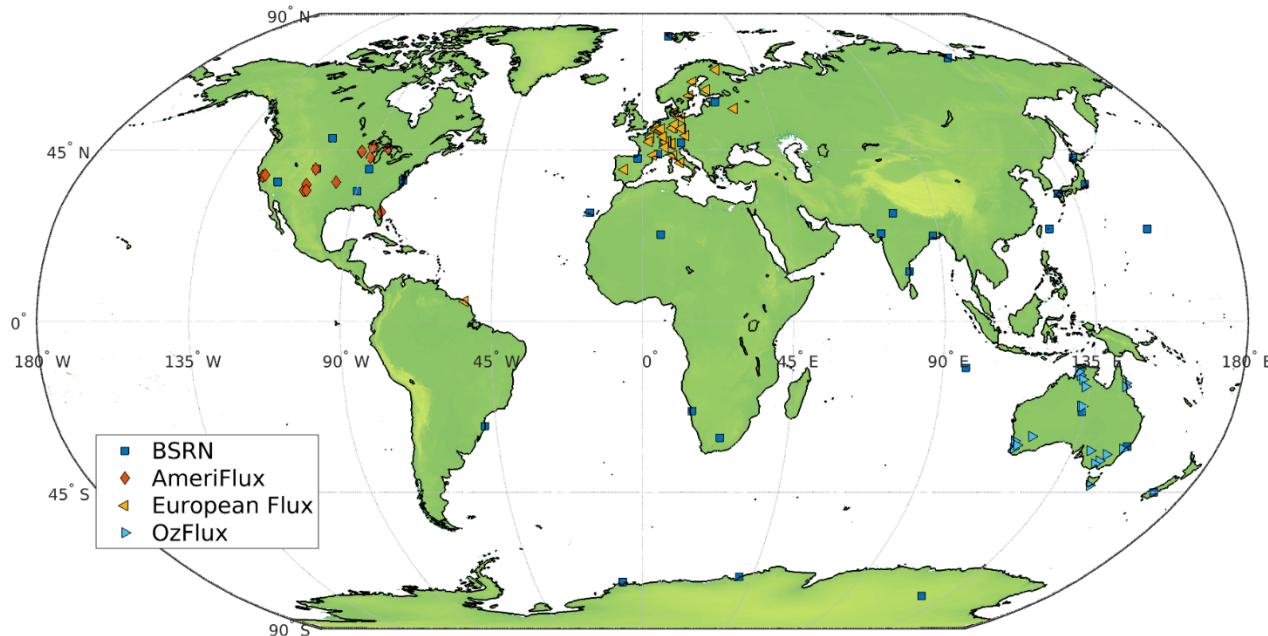 90° N
45° N
0°
180° W
135° W
90° W
45° W
0°
45° E
90° E
135° E
180° E
BSRN
AmeriFlux
European Flux
OzFlux
45° S
90° S